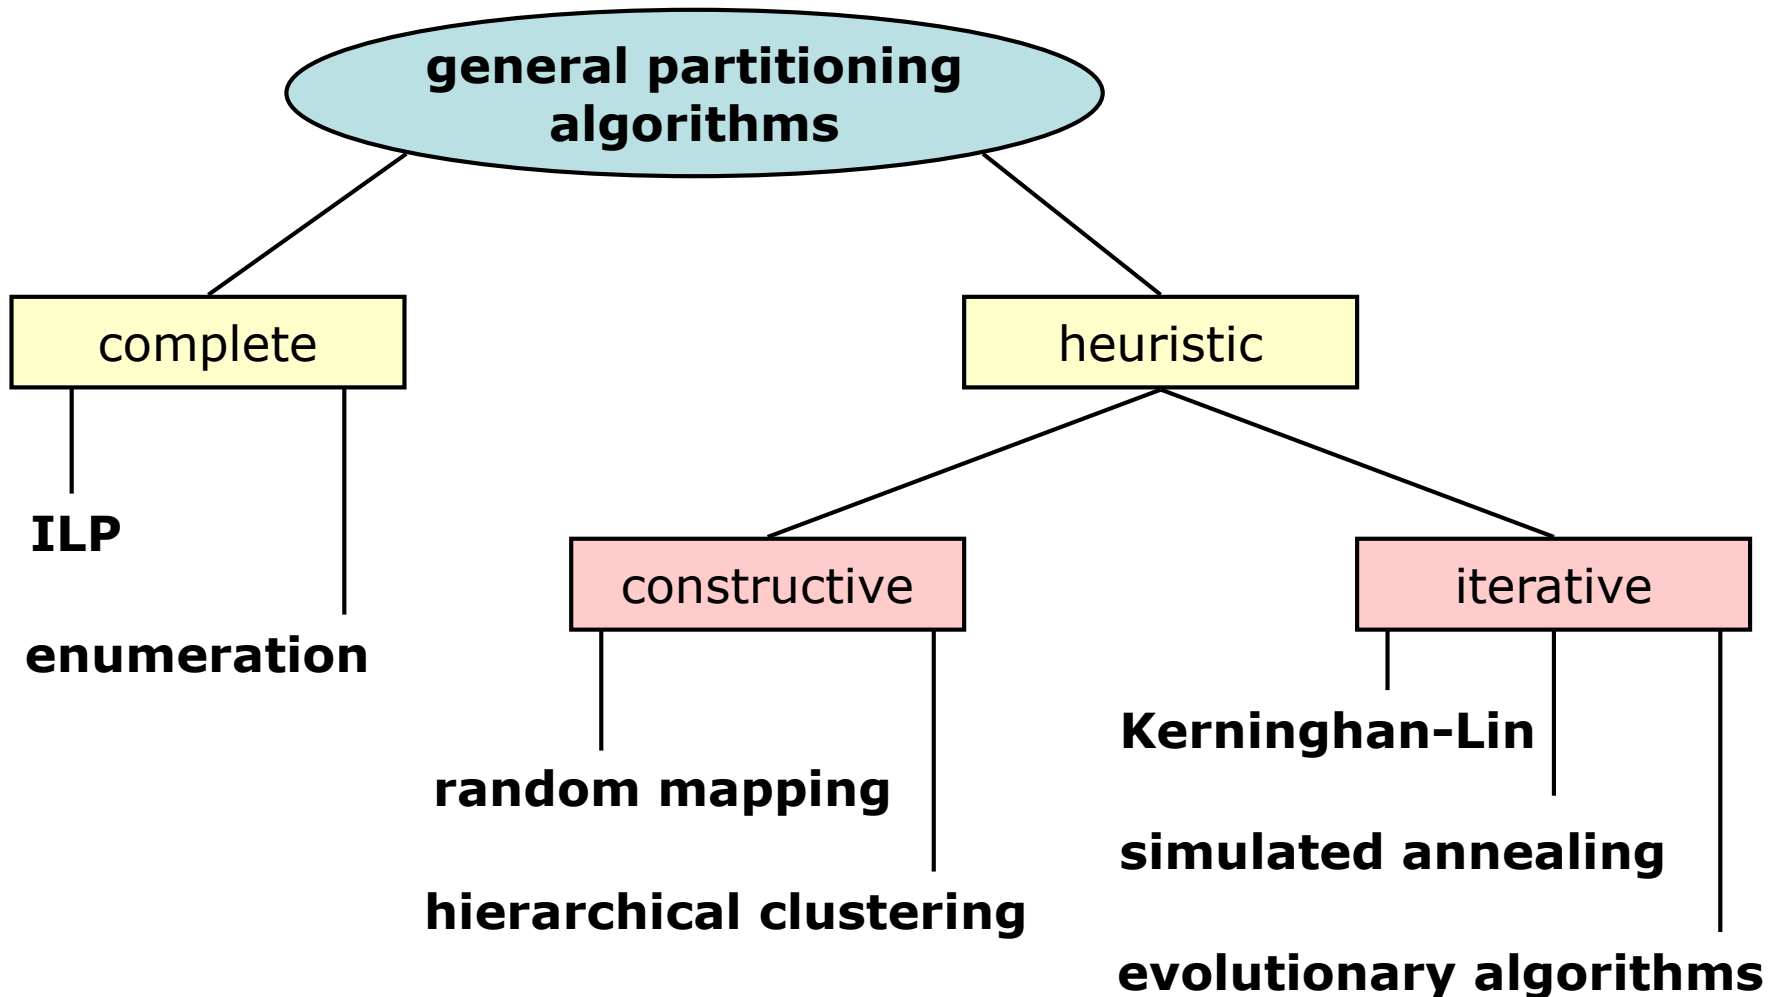 general partitioning
algorithms
complete
heuristic
ILP
constructive
iterative
enumeration
Kerninghan-Lin
random mapping
simulated annealing
hierarchical clustering
evolutionary algorithms